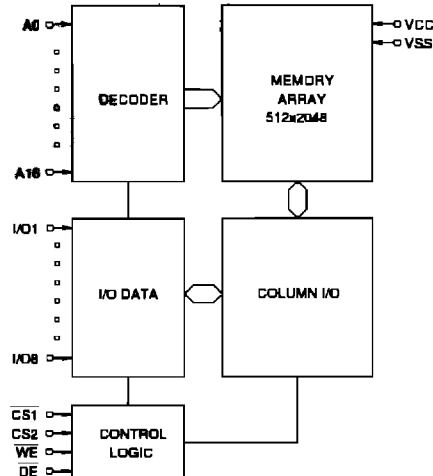 A0
VCC
VSS
DECODER
MEMORY
ARRAY
512x2048
A16
I/O1
I/O DATA
COLUMN I/O
I/O8
CS1
CS2
WE
OE
CONTROL
LOGIC